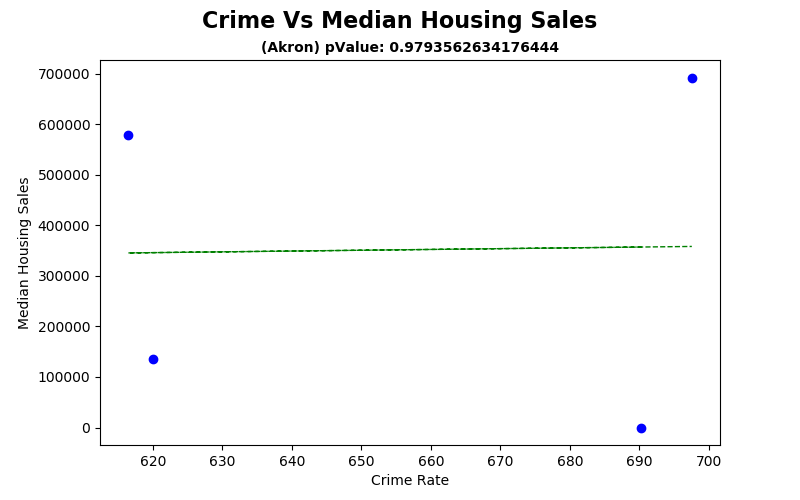 Crime Vs Median Housing Sales
(Akron) pValue: 0.9793562634176444
700000
600000
500000
400000
300000
200000
100000
0
Median Housing Sales
620 630 640 650 660 670 680 690 700
Crime Rate